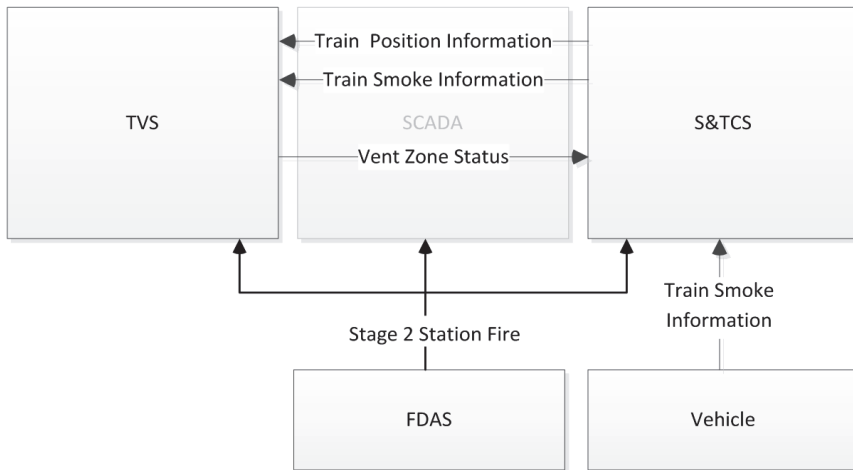 Train Position Information
Train Smoke Information
TVS
SCADA
S&TCS
Vent Zone Status
Train Smoke
Information
Stage 2 Station Fire
FDAS
Vehicle